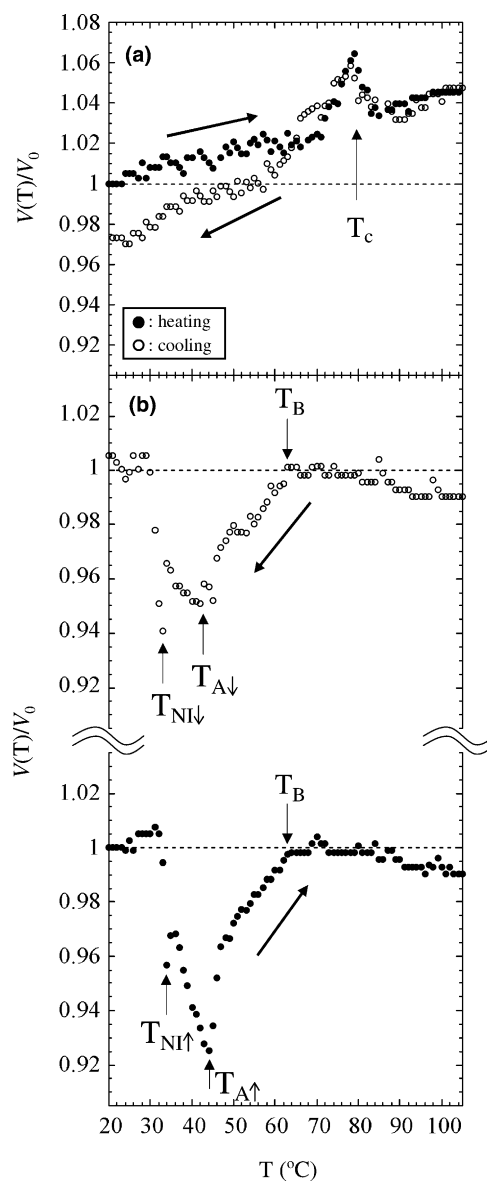 (a)
1.08
1.06
1.04
1.02
1
0.98
0.96
0.94
0.92
V(T)/V₀
T_c
● : heating
○ : cooling
(b)
1.02
1
0.98
0.96
0.94
0.92
T_B
T_A↓
T_NI↓
V(T)/V₀
1.02
1
0.98
0.96
0.94
0.92
T_B
T_NI↑
T_A↑
20 30 40 50 60 70 80 90 100
T (°C)